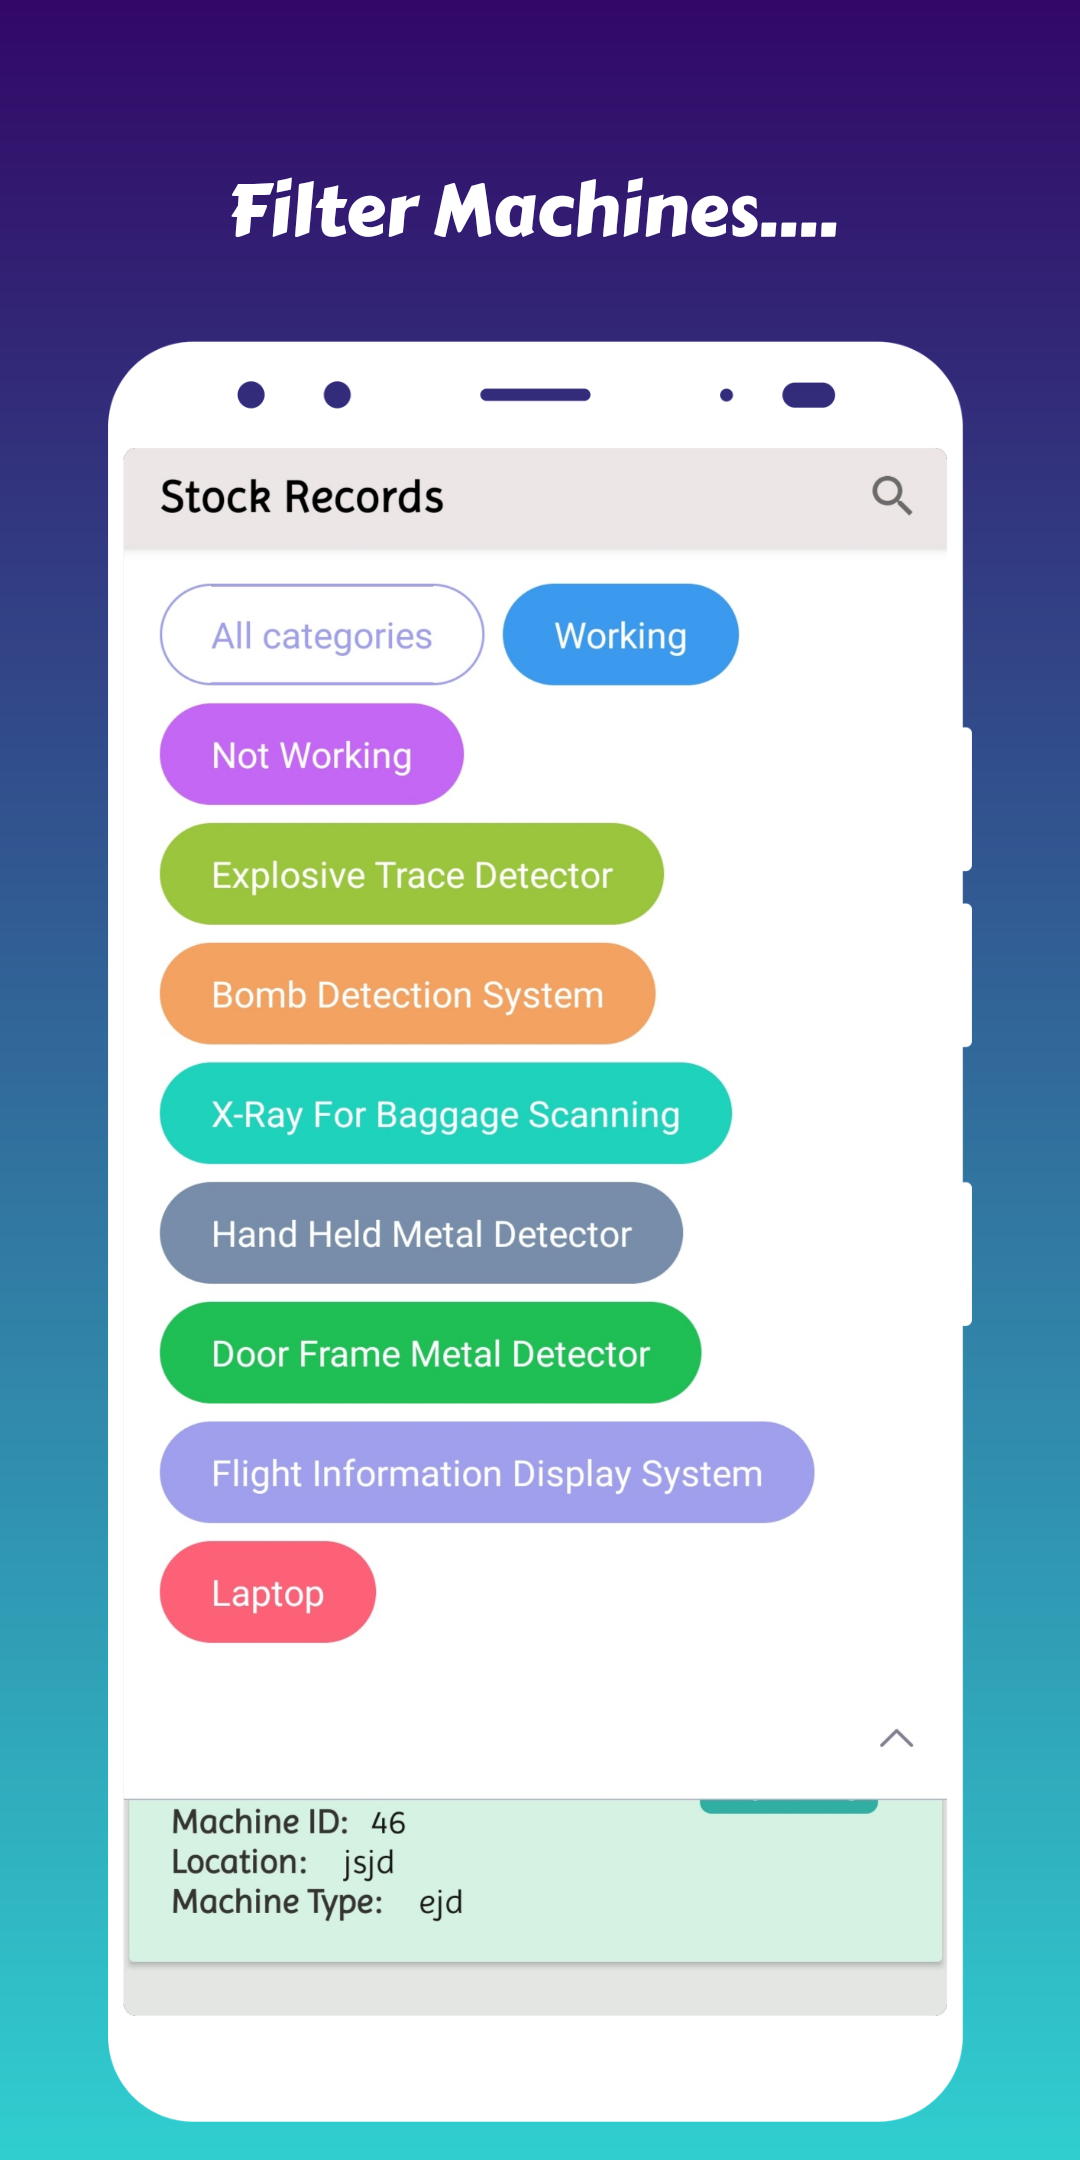 Filter Machines....
Stock Records
All categories
Working
Not Working
Explosive Trace Detector
Bomb Detection System
X-Ray For Baggage Scanning
Hand Held Metal Detector
Door Frame Metal Detector
Flight Information Display System
Laptop
Machine ID: 46
Location: jsjd
Machine Type: ejd